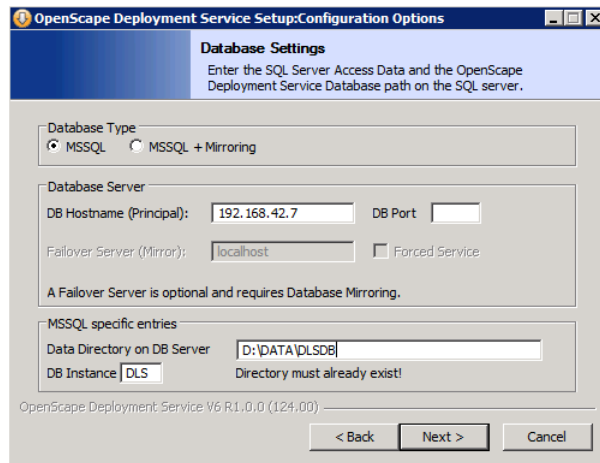 OpenScape Deployment Service Setup:Configuration Options
Database Settings
Enter the SQL Server Access Data and the OpenScape
Deployment Service Database path on the SQL server.
Database Type
MSSQL MSSQL + Mirroring
Database Server
DB Hostname (Principal): 192.168.42.7 DB Port
Failover Server (Mirror): localhost Forced Service
A Failover Server is optional and requires Database Mirroring.
MSSQL specific entries
Data Directory on DB Server D:\DATA\DLSDB
DB Instance DLS Directory must already exist!
OpenScape Deployment Service V6 R1.0.0 (124.00)
< Back Next > Cancel